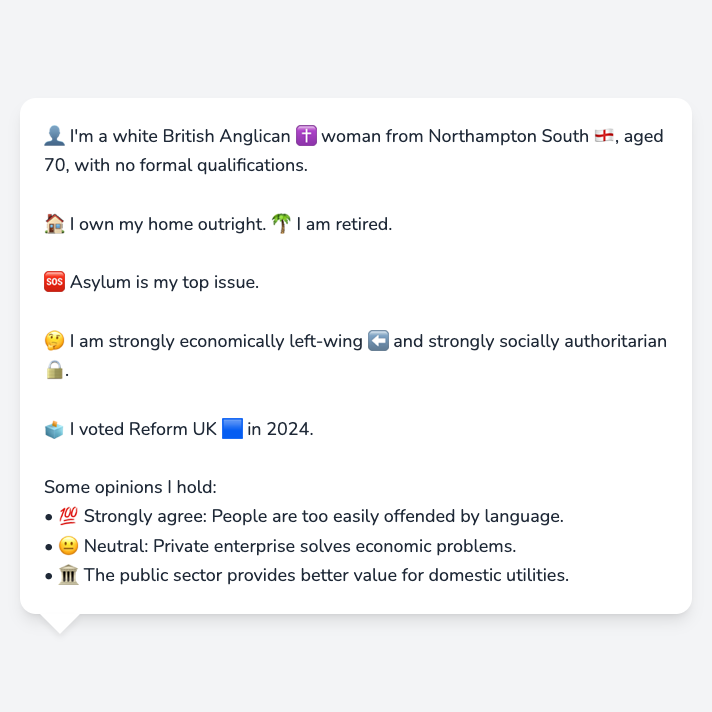 👤 I'm a white British Anglican ✝️ woman from Northampton South 🏴󠁧󠁢󠁥󠁮󠁧󠁿, aged
70, with no formal qualifications.
🏠 I own my home outright. 🌴 I am retired.
🆘 Asylum is my top issue.
🤔 I am strongly economically left-wing ⬅️ and strongly socially authoritarian
🔒.
🗳️ I voted Reform UK 🟦 in 2024.
Some opinions I hold:
• 💯 Strongly agree: People are too easily offended by language.
• 😐 Neutral: Private enterprise solves economic problems.
• 🏛️ The public sector provides better value for domestic utilities.